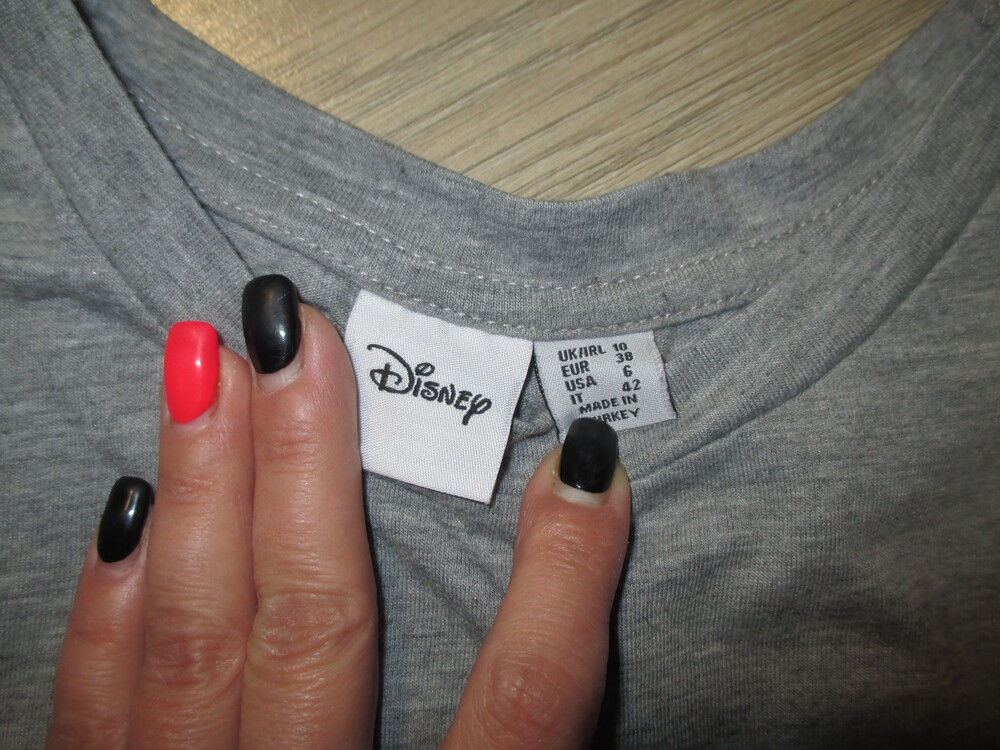 Disney
UK/IRL 10
EUR 38
USA 6
IT 42
MADE IN